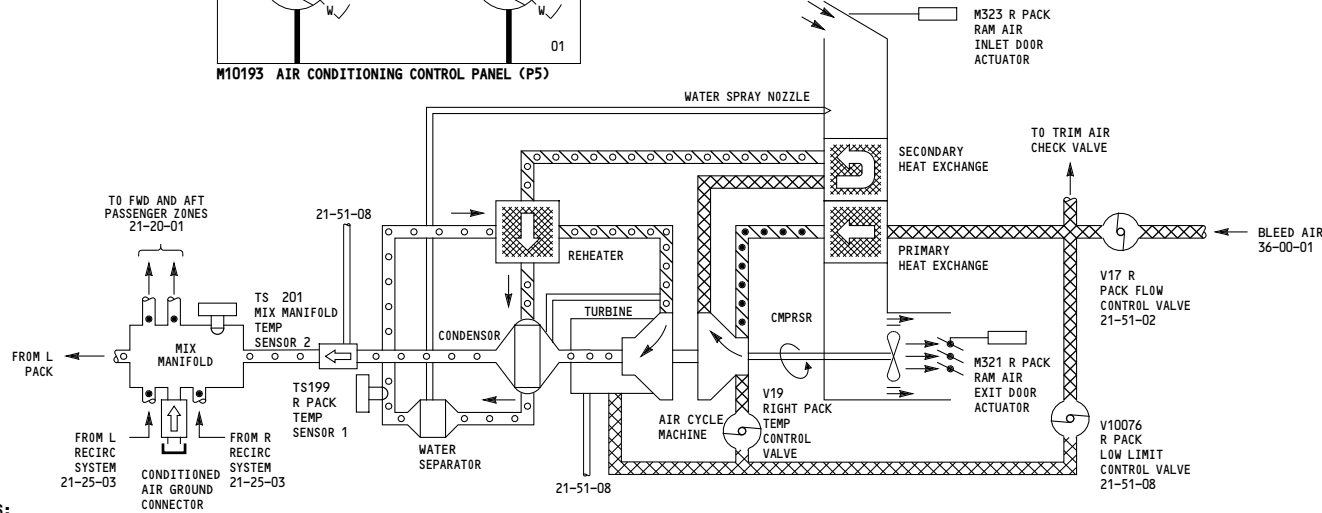 W
W
01
M10193 AIR CONDITIONING CONTROL PANEL (P5)
M323 R PACK
RAM AIR
INLET DOOR
ACTUATOR
WATER SPRAY NOZZLE
SECONDARY
HEAT EXCHANGE
TO TRIM AIR
CHECK VALVE
TO FWD AND AFT
PASSENGER ZONES
21-20-01
21-51-08
REHEATER
PRIMARY
HEAT EXCHANGE
BLEED AIR
36-00-01
V17 R
PACK FLOW
CONTROL VALVE
21-51-02
TS 201
MIX MANIFOLD
TEMP
SENSOR 2
CONDENSOR
TURBINE
CMPRSR
MIX
MANIFOLD
FROM L
PACK
TS199
R PACK
TEMP
SENSOR 1
M321 R PACK
RAM AIR
EXIT DOOR
ACTUATOR
V19
RIGHT PACK
TEMP
CONTROL
VALVE
AIR CYCLE
MACHINE
V10076
R PACK
LOW LIMIT
CONTROL VALVE
21-51-08
FROM L
RECIRC
SYSTEM
21-25-03
CONDITIONED
AIR GROUND
CONNECTOR
FROM R
RECIRC
SYSTEM
21-25-03
WATER
SEPARATOR
21-51-08